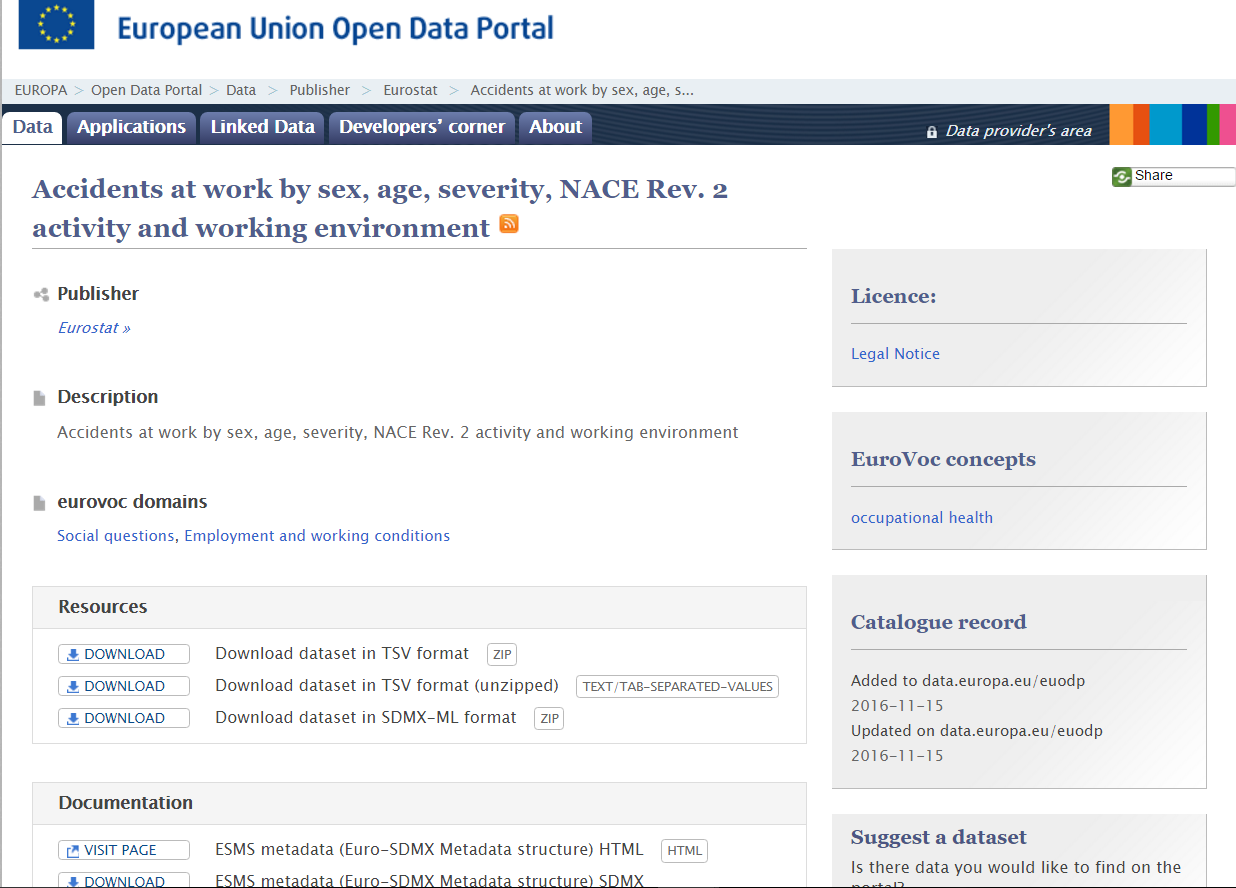 European Union Open Data Portal
EUROPA > Open Data Portal > Data > Publisher > Eurostat > Accidents at work by sex, age, s...
Data Applications Linked Data Developers’ corner About Data provider's area
Share
Accidents at work by sex, age, severity, NACE Rev. 2
activity and working environment
Publisher
Eurostat »
Description
Accidents at work by sex, age, severity, NACE Rev. 2 activity and working environment
eurovoc domains
Social questions, Employment and working conditions
Resources
DOWNLOAD Download dataset in TSV format ZIP
DOWNLOAD Download dataset in TSV format (unzipped) TEXT/TAB-SEPARATED-VALUES
DOWNLOAD Download dataset in SDMX-ML format ZIP
Documentation
VISIT PAGE ESMS metadata (Euro-SDMX Metadata structure) HTML HTML
DOWNLOAD ESMS metadata (Euro-SDMX Metadata structure) SDMX
Licence:
Legal Notice
EuroVoc concepts
occupational health
Catalogue record
Added to data.europa.eu/euodp
2016-11-15
Updated on data.europa.eu/euodp
2016-11-15
Suggest a dataset
Is there data you would like to find on the
portal?